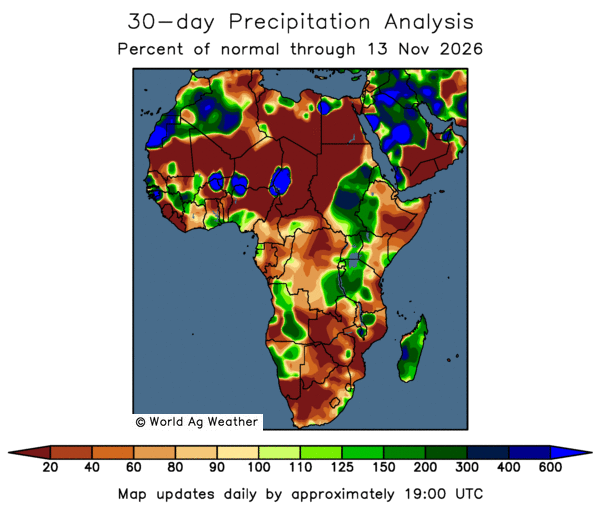 30-day Precipitation Analysis
Percent of normal through 13 Nov 2026
© World Ag Weather
20 40 60 80 90 100 110 125 150 200 300 400 600
Map updates daily by approximately 19:00 UTC